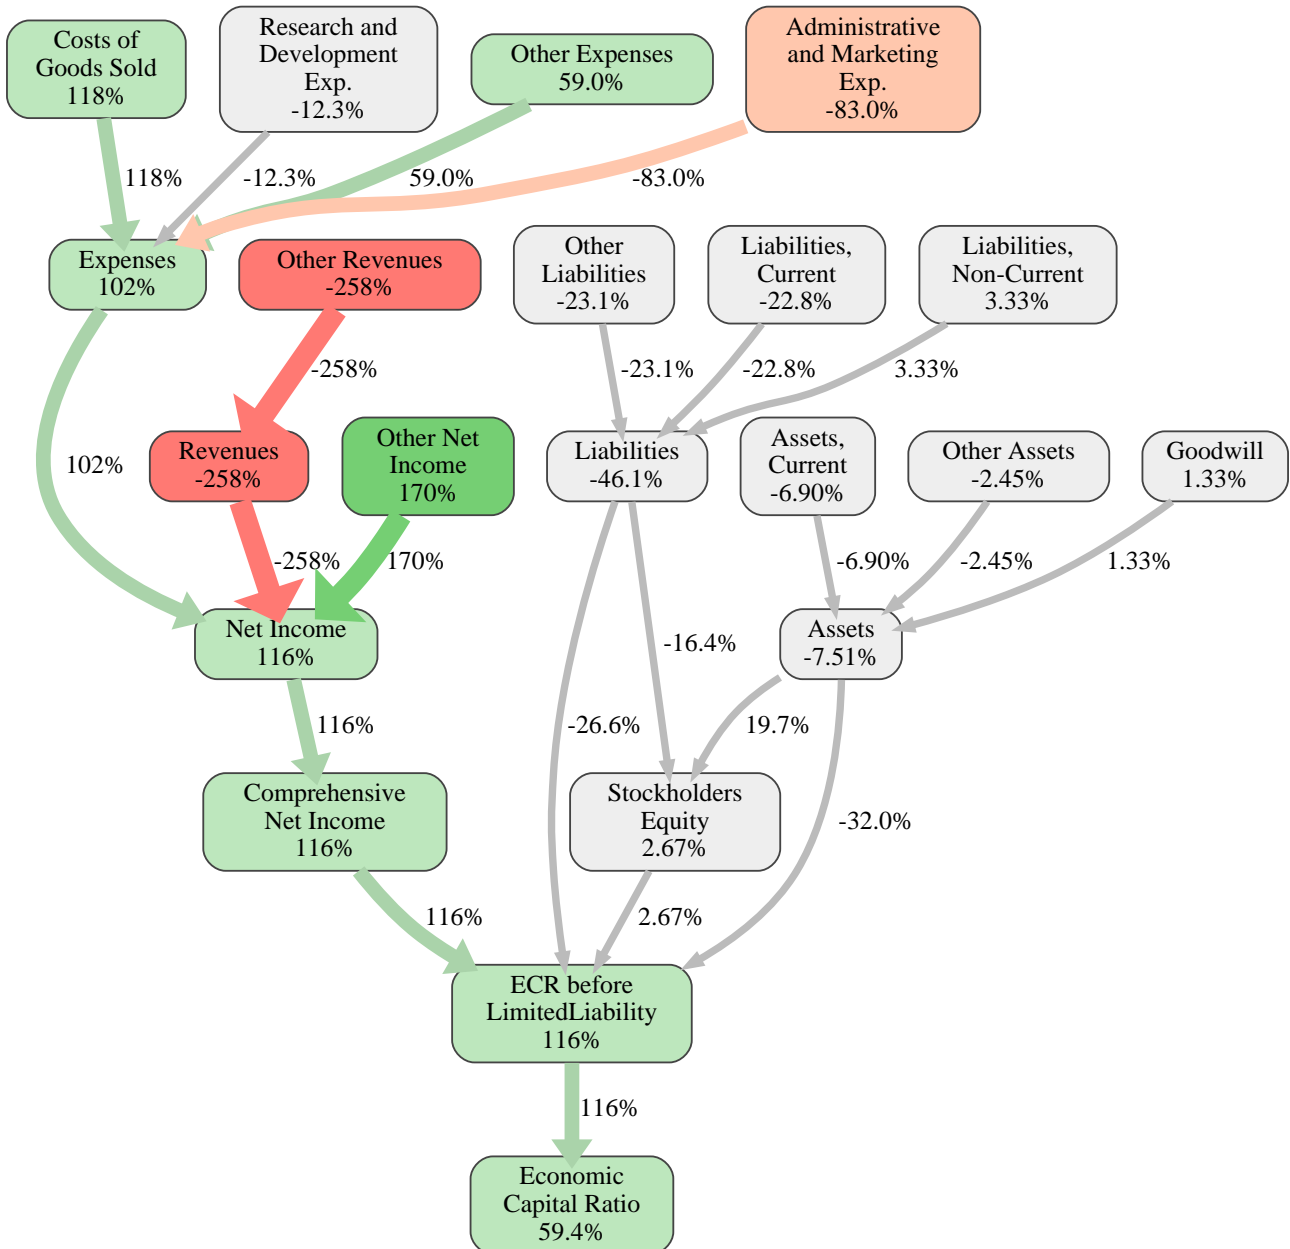 Costs of
Goods Sold
118%
Research and
Development
Exp.
-12.3%
Other Expenses
59.0%
Administrative
and Marketing
Exp.
-83.0%
118%
-12.3%
59.0%
-83.0%
Expenses
102%
Other Revenues
-258%
Other
Liabilities
-23.1%
Liabilities,
Current
-22.8%
Liabilities,
Non-Current
3.33%
-258%
-23.1%
-22.8%
3.33%
102%
Revenues
-258%
Other Net
Income
170%
Liabilities
-46.1%
Assets,
Current
-6.90%
Other Assets
-2.45%
Goodwill
1.33%
-258%
170%
-6.90%
-2.45%
1.33%
Net Income
116%
-16.4%
Assets
-7.51%
116%
-26.6%
19.7%
Comprehensive
Net Income
116%
Stockholders
Equity
2.67%
-32.0%
116%
2.67%
ECR before
LimitedLiability
116%
116%
Economic
Capital Ratio
59.4%